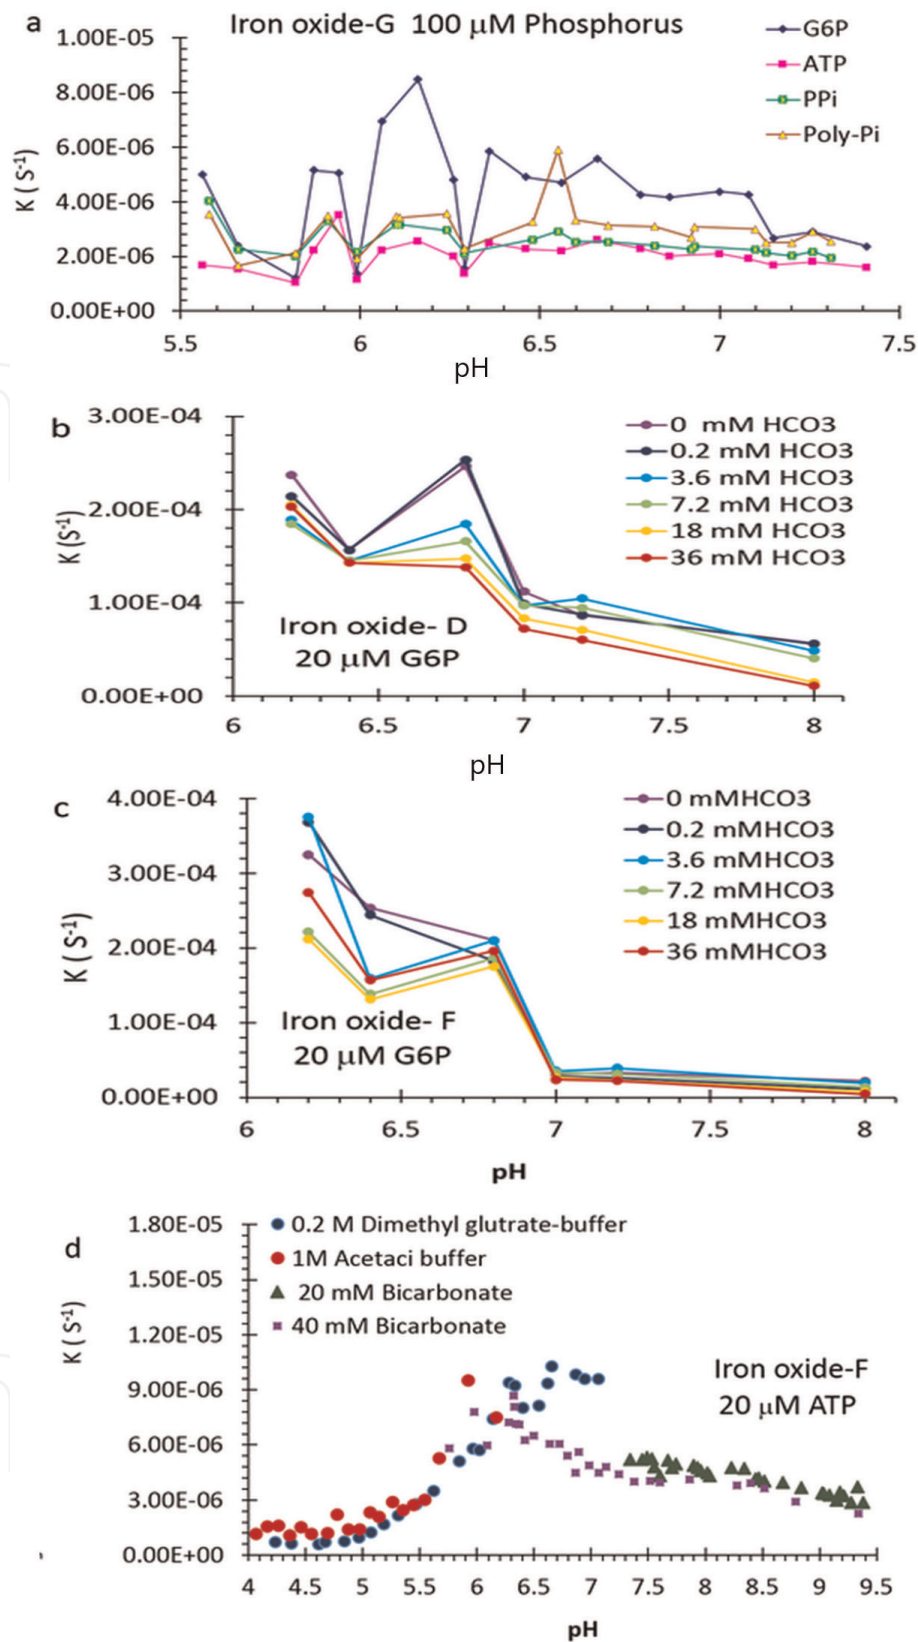 a
Iron oxide-G  100 μM Phosphorus
G6P
ATP
PPi
Poly-Pi
K ( S⁻¹)
1.00E-05
8.00E-06
6.00E-06
4.00E-06
2.00E-06
0.00E+00
5.5 6 6.5 7 7.5
pH
b
0  mM HCO3
0.2 mM HCO3
3.6 mM HCO3
7.2 mM HCO3
18 mM HCO3
36 mM HCO3
K (S⁻¹)
3.00E-04
2.00E-04
1.00E-04
0.00E+00
Iron oxide- D
20 μM G6P
6 6.5 7 7.5 8
pH
c
0 mMHCO3
0.2 mMHCO3
3.6 mMHCO3
7.2 mMHCO3
18 mMHCO3
36 mMHCO3
K ( S⁻¹)
4.00E-04
3.00E-04
2.00E-04
1.00E-04
0.00E+00
Iron oxide- F
20 μM G6P
6 6.5 7 7.5 8
pH
d
0.2 M Dimethyl glutrate-buffer
1M Acetaci buffer
20 mM Bicarbonate
40 mM Bicarbonate
K ( S⁻¹)
1.80E-05
1.50E-05
1.20E-05
9.00E-06
6.00E-06
3.00E-06
0.00E+00
Iron oxide-F
20 μM ATP
4 4.5 5 5.5 6 6.5 7 7.5 8 8.5 9 9.5
pH